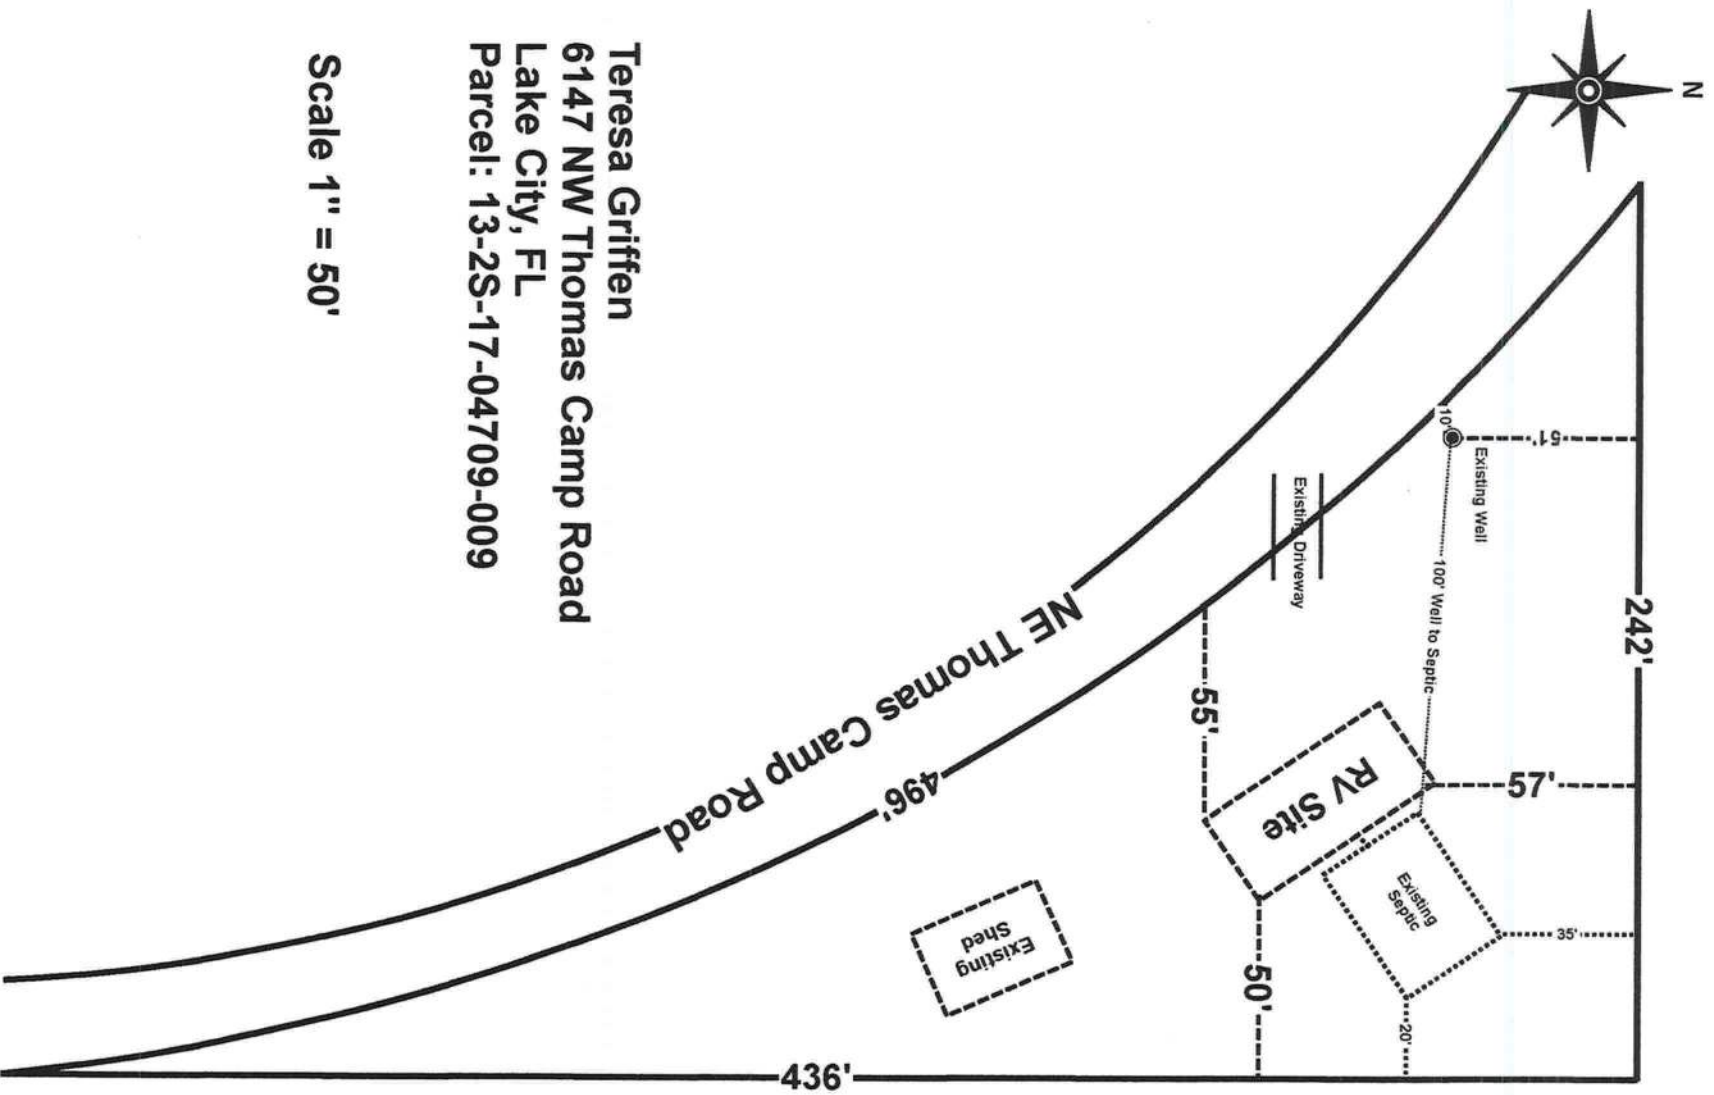 N
242'
51'
10'
Existing Well
100' Well to Septic
57'
Existing Driveway
RV Site
Existing
Septic
35'
20'
55'
50'
NE Thomas Camp Road
496'
Existing
Shed
436'
Teresa Griffen
6147 NW Thomas Camp Road
Lake City, FL
Parcel: 13-2S-17-04709-009
Scale 1" = 50'